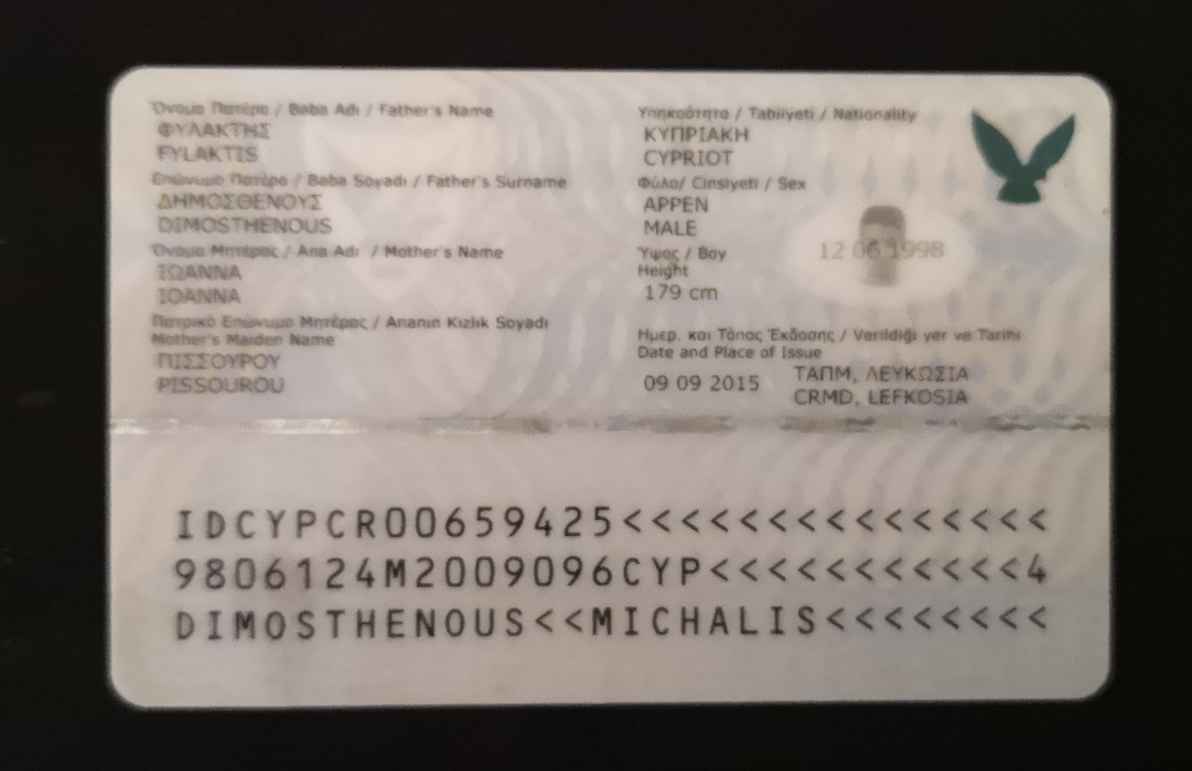 Όνομα Πατέρα / Baba Adı / Father's Name
ΦΥΛΑΚΤΗΣ
FYLAKTIS
Επώνυμο Πατέρα / Baba Soyadı / Father's Surname
ΔΗΜΟΣΘΕΝΟΥΣ
DIMOSTHENOUS
Όνομα Μητέρας / Ana Adı / Mother's Name
ΙΩΑΝΝΑ
IOANNA
Πατρικό Επώνυμο Μητέρας / Ananın Kızlık Soyadı
Mother's Maiden Name
ΠΙΣΣΟΥΡΟΥ
PISSOUROU
Υπηκοότητα / Tabiiyeti / Nationality
ΚΥΠΡΙΑΚΗ
CYPRIOT
Φύλο/ Cinsiyeti / Sex
ΑΡΡΕΝ
MALE
Ύψος / Boy
Height
179 cm
12 06 1998
Ημερ. και Τόπος Έκδοσης / Verildiği yer ve Tarihi
Date and Place of Issue
09 09 2015
ΤΑΠΜ, ΛΕΥΚΩΣΙΑ
CRMD, LEFKOSIA
IDCYPCR00659425<<<<<<<<<<<<<<<
9806124M2009096CYP<<<<<<<<<<<4
DIMOSTHENOUS<<MICHALIS<<<<<<<<